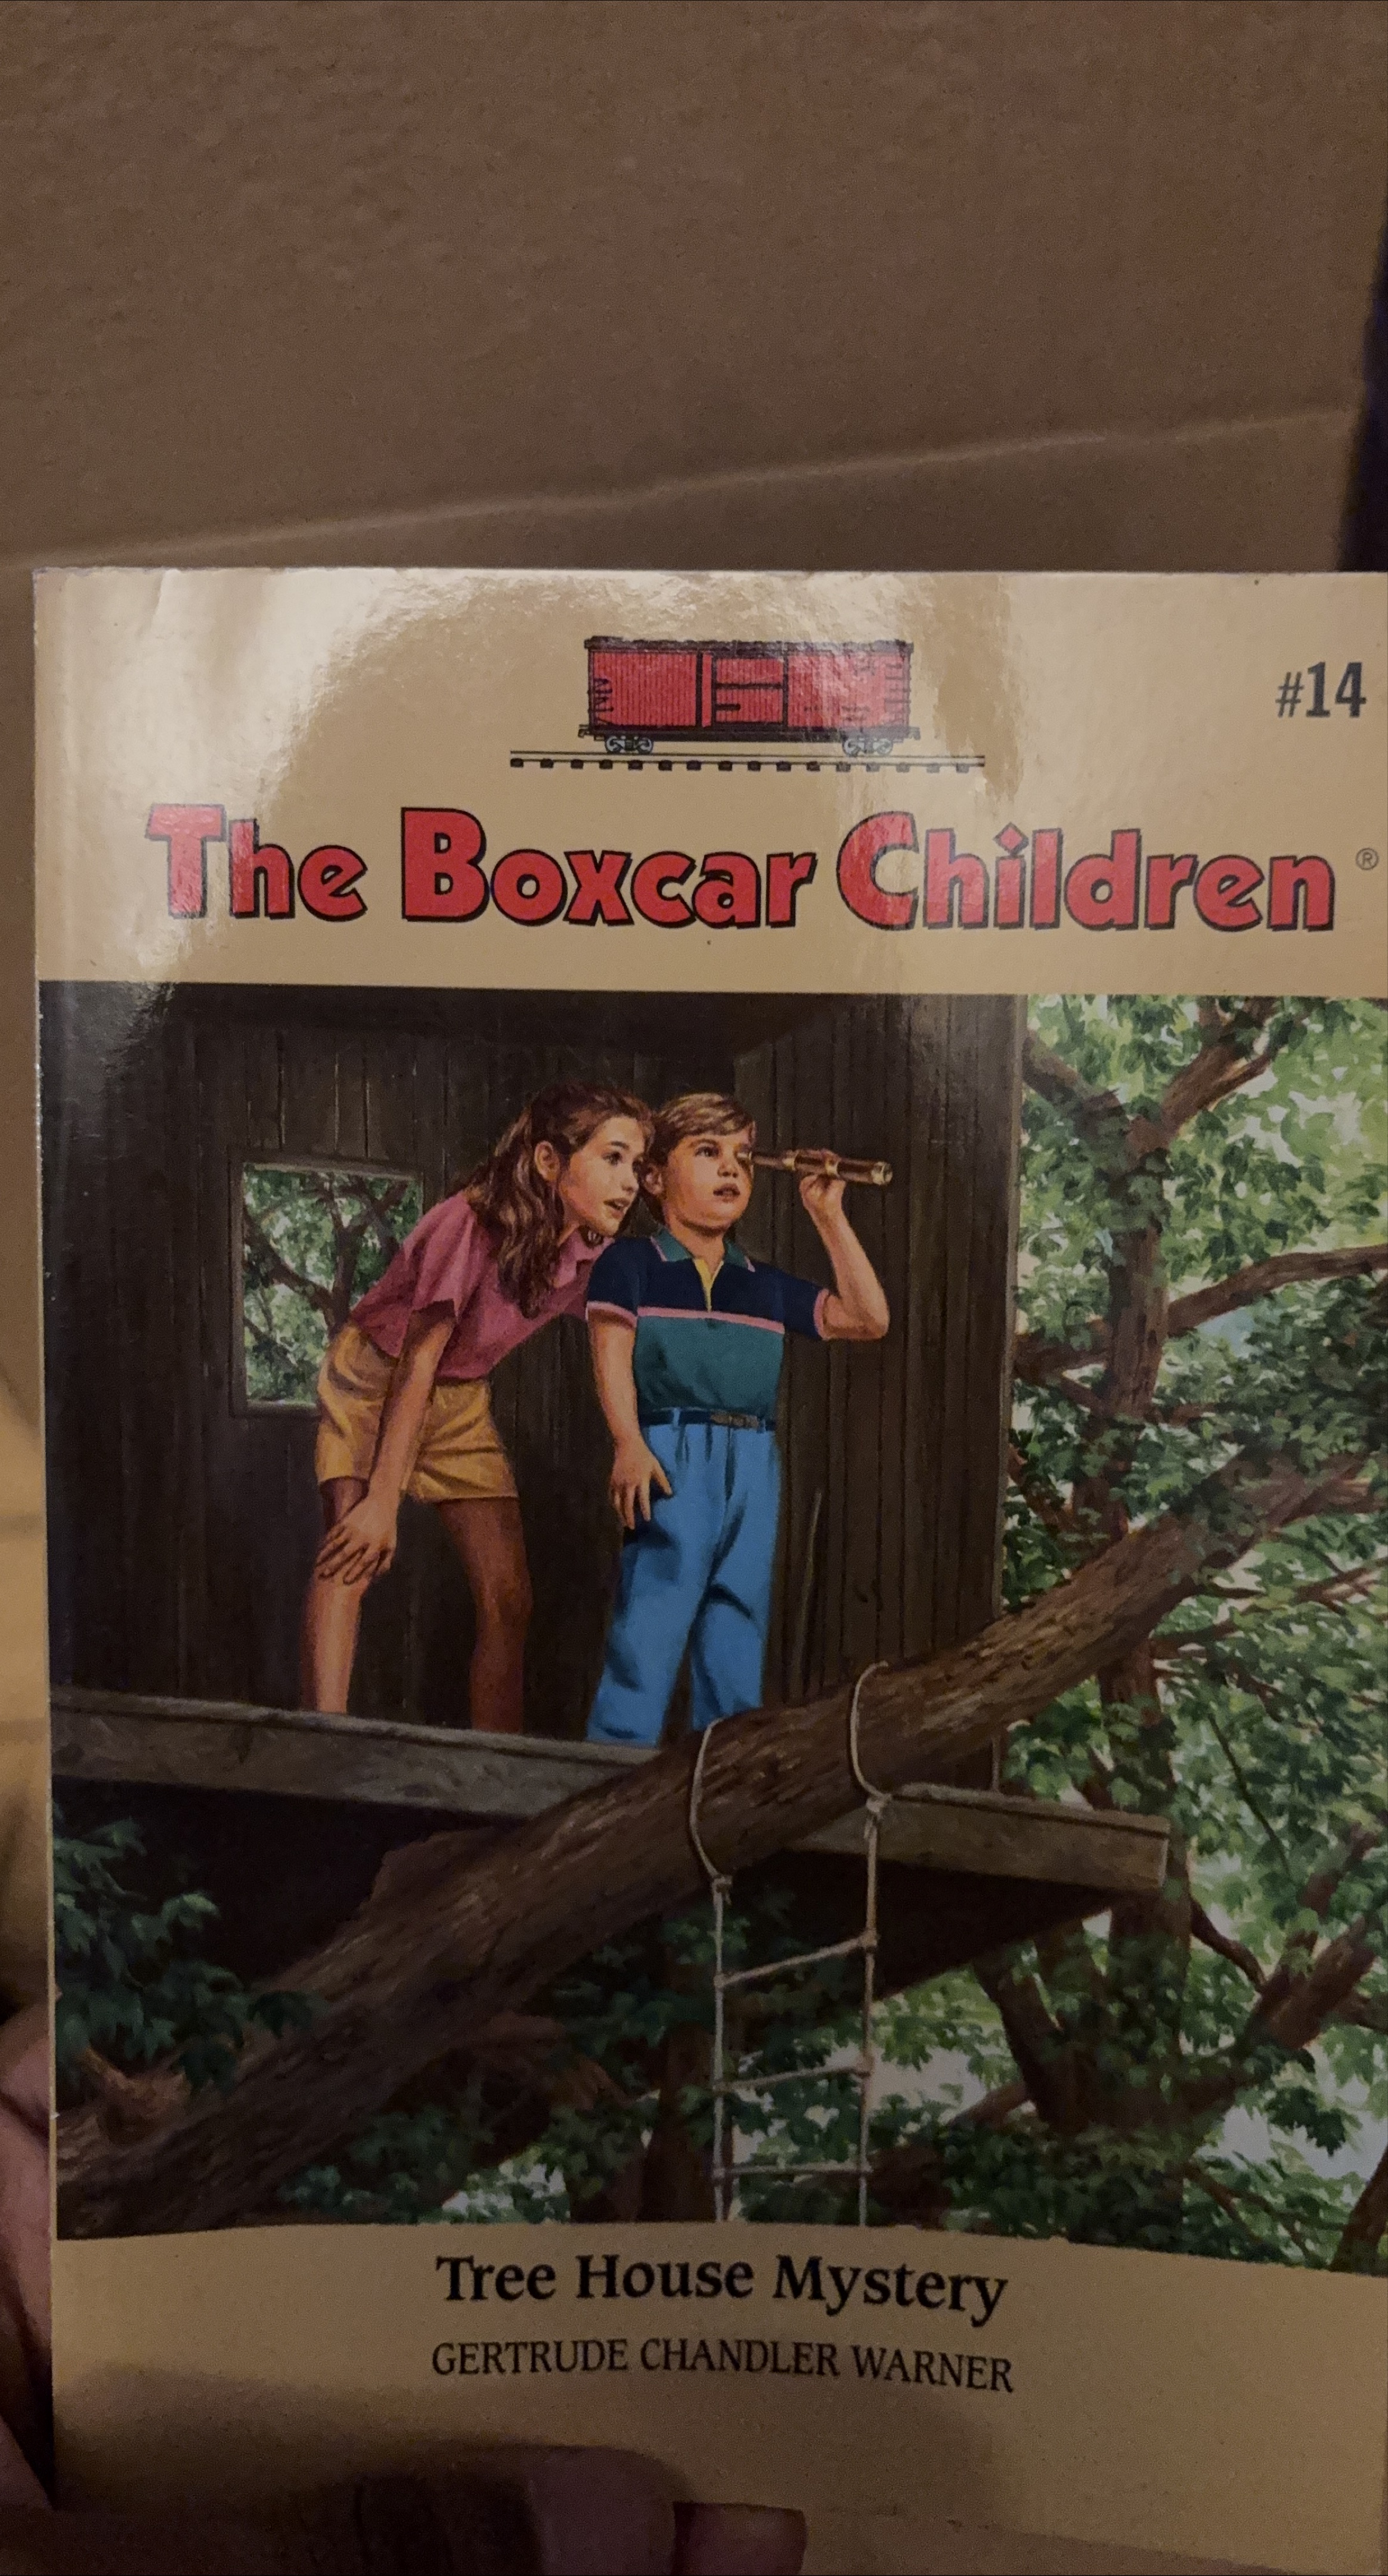 #14
The Boxcar Children®
Tree House Mystery
GERTRUDE CHANDLER WARNER